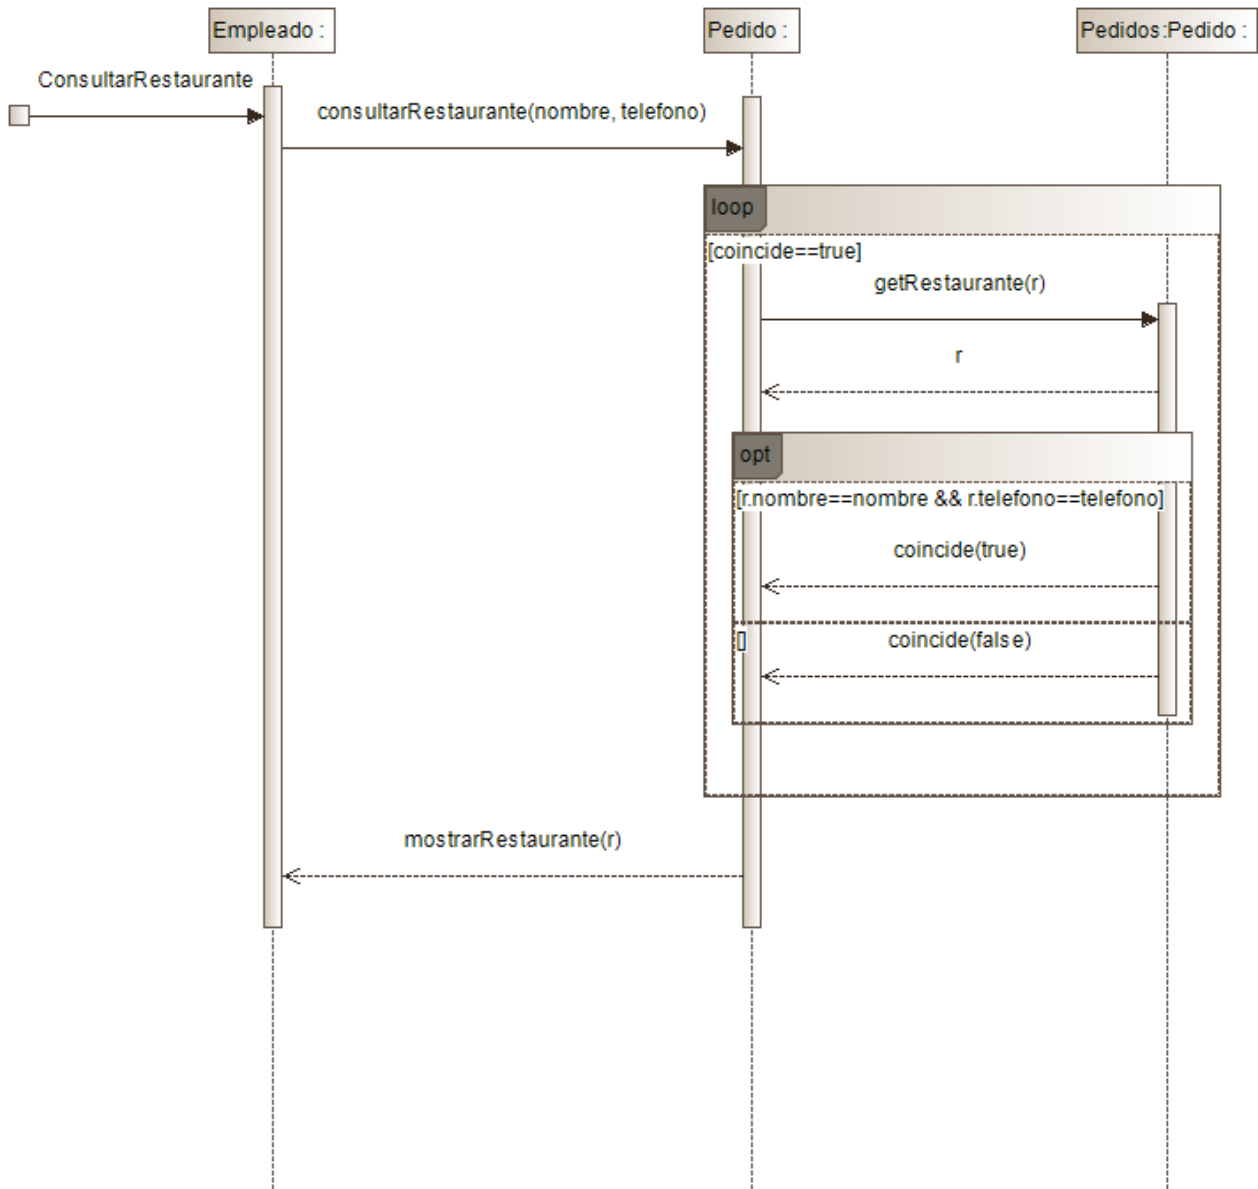 Empleado :
Pedido :
Pedidos:Pedido :
ConsultarRestaurante
consultarRestaurante(nombre, telefono)
loop
[coincide==true]
getRestaurante(r)
r
opt
[r.nombre==nombre && r.telefono==telefono]
coincide(true)
[]
coincide(false)
mostrarRestaurante(r)